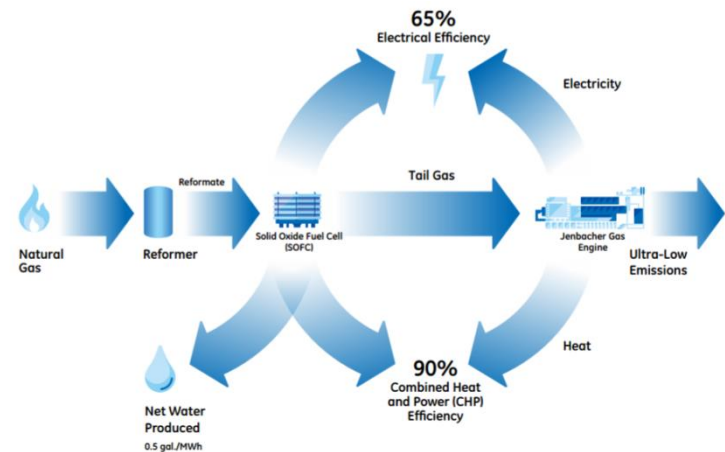 65%
Electrical Efficiency
Electricity
Reformate
Tail Gas
Natural
Gas
Reformer
Solid Oxide Fuel Cell
(SOFC)
Jenbacher Gas
Engine
Ultra-Low
Emissions
Heat
90%
Combined Heat
and Power (CHP)
Efficiency
Net Water
Produced
0.5 gal./MWh